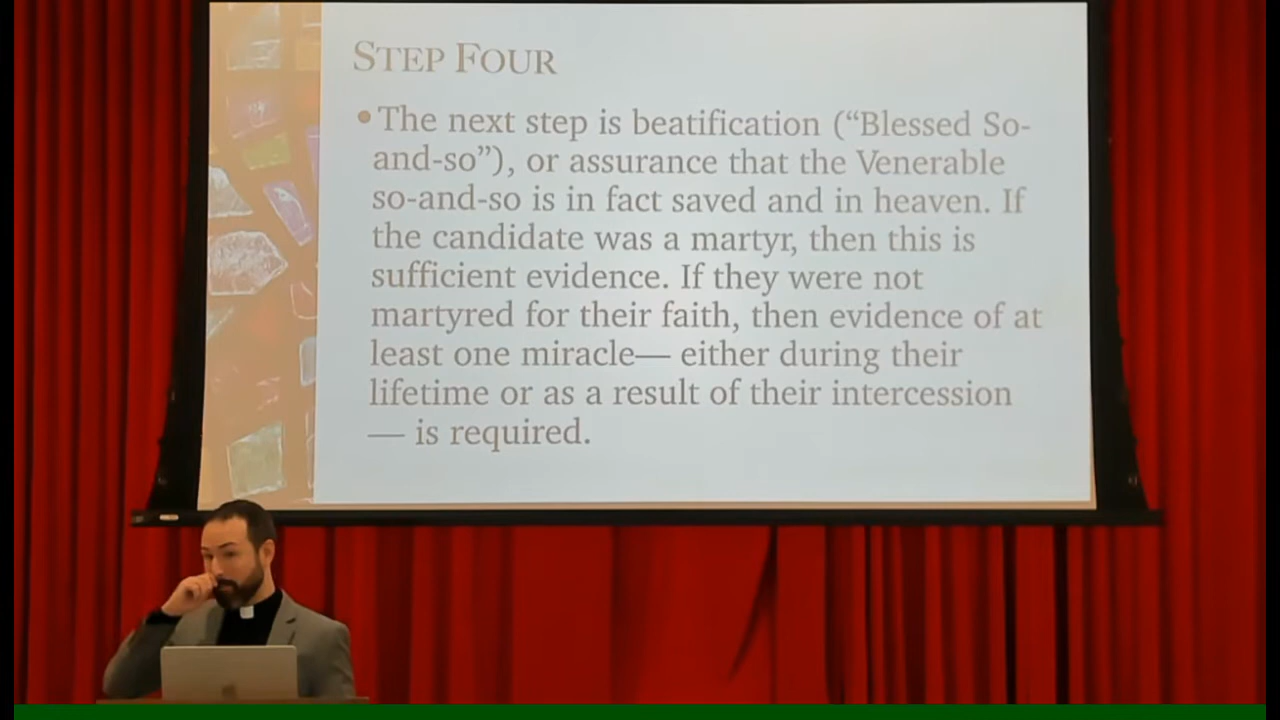 STEP FOUR
•The next step is beatification (“Blessed So-
and-so”), or assurance that the Venerable
so-and-so is in fact saved and in heaven. If
the candidate was a martyr, then this is
sufficient evidence. If they were not
martyred for their faith, then evidence of at
least one miracle— either during their
lifetime or as a result of their intercession
— is required.